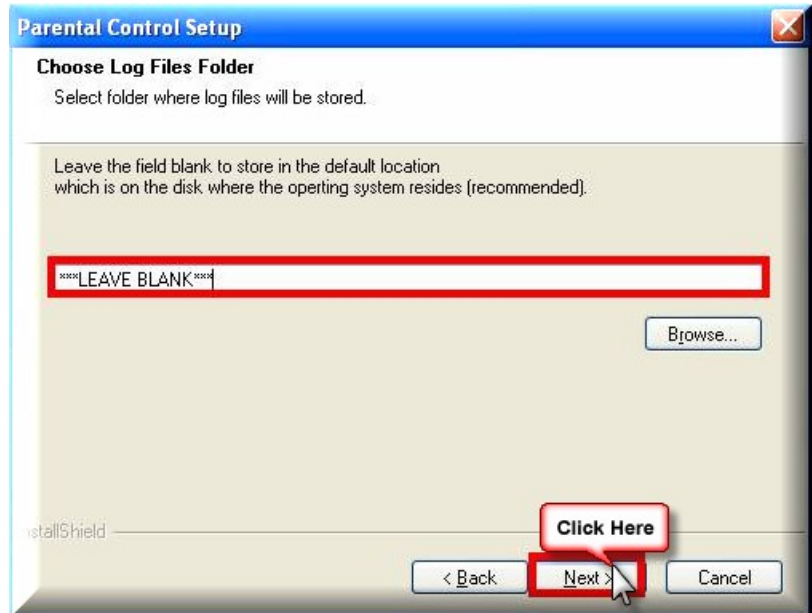 Parental Control Setup
Choose Log Files Folder
Select folder where log files will be stored.
Leave the field blank to store in the default location
which is on the disk where the operting system resides (recommended).
***LEAVE BLANK***
Browse...
stallShield
Click Here
< Back
Next >
Cancel